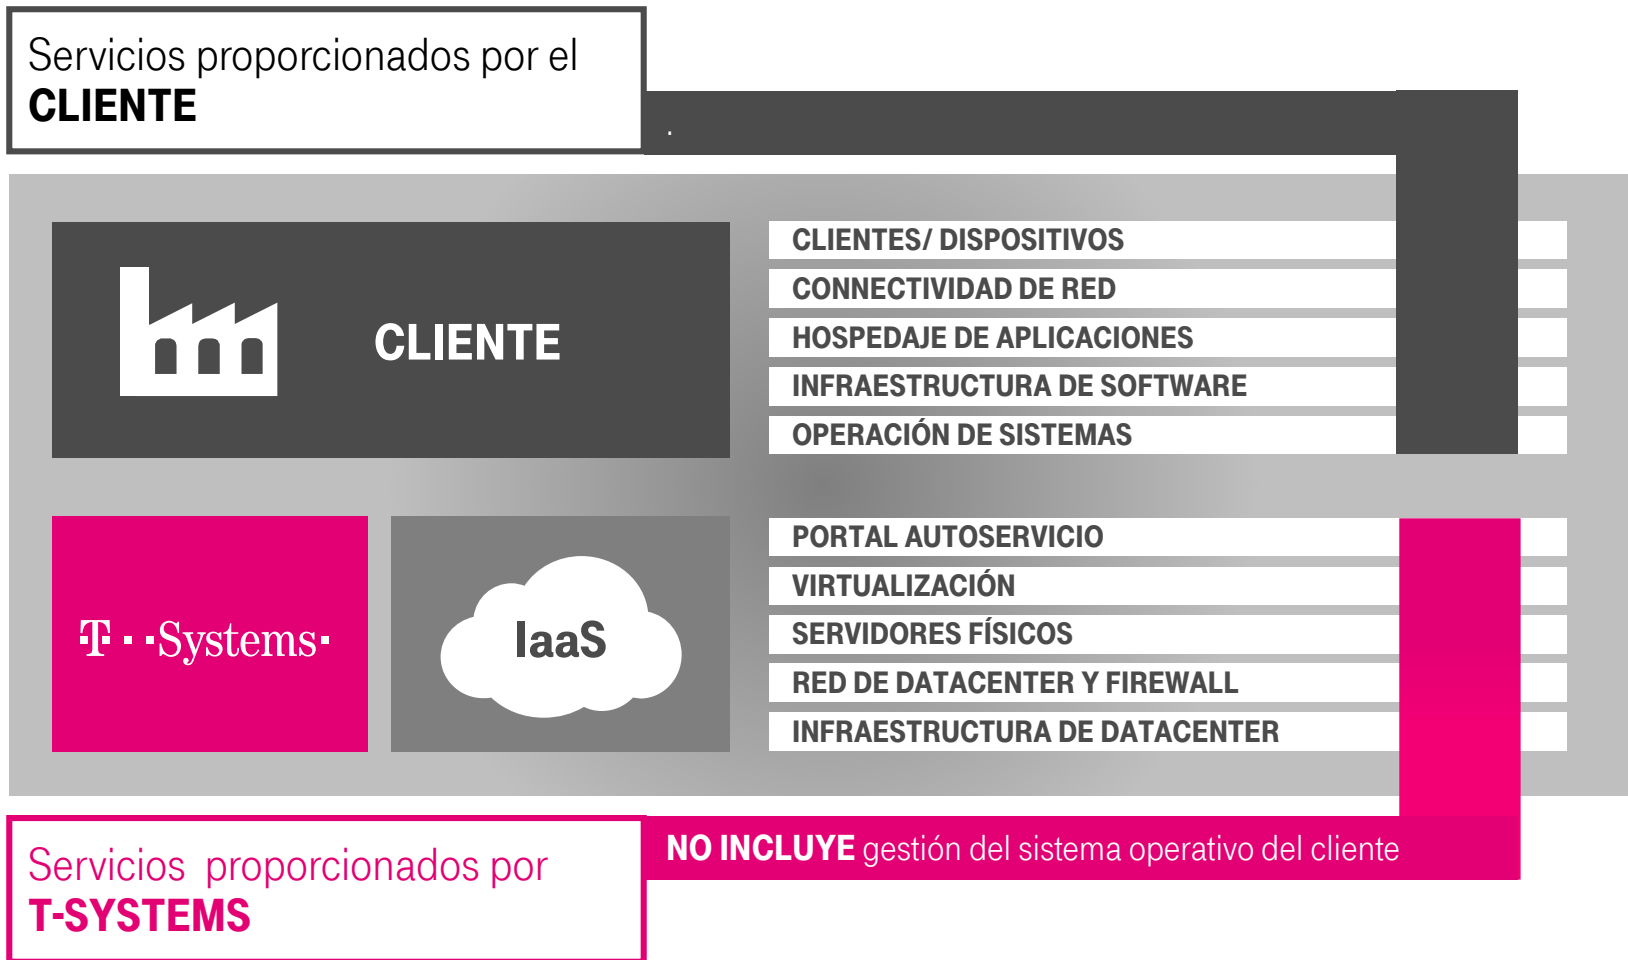 Servicios proporcionados por el
CLIENTE
.
CLIENTE
CLIENTES/ DISPOSITIVOS
CONNECTIVIDAD DE RED
HOSPEDAJE DE APLICACIONES
INFRAESTRUCTURA DE SOFTWARE
OPERACIÓN DE SISTEMAS
T · ·Systems·
IaaS
PORTAL AUTOSERVICIO
VIRTUALIZACIÓN
SERVIDORES FÍSICOS
RED DE DATACENTER Y FIREWALL
INFRAESTRUCTURA DE DATACENTER
NO INCLUYE gestión del sistema operativo del cliente
Servicios proporcionados por
T-SYSTEMS